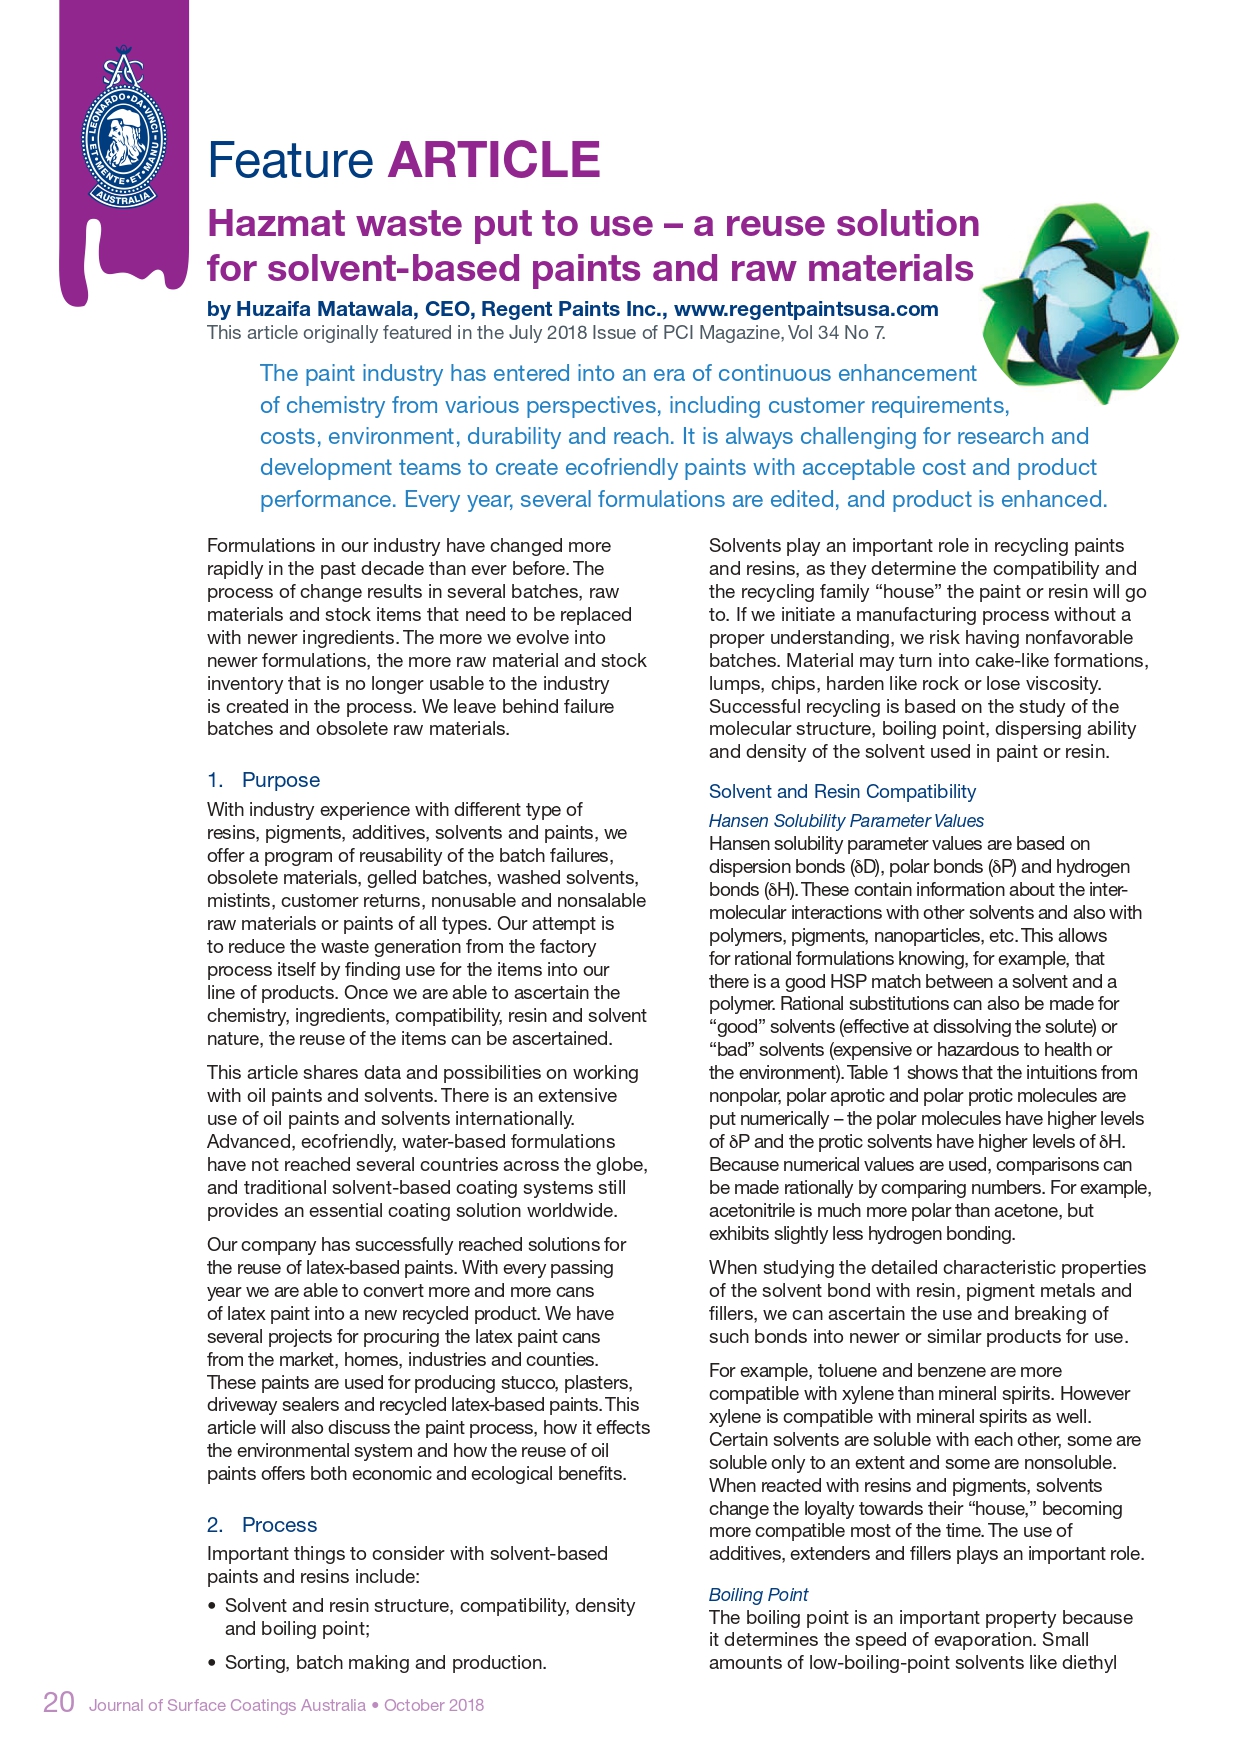 SCA
LEONARDO • DA • VINCI
• ET • MENTE • ET • MANU •
AUSTRALIA
Feature ARTICLE
Hazmat waste put to use – a reuse solution
for solvent-based paints and raw materials
by Huzaifa Matawala, CEO, Regent Paints Inc., www.regentpaintsusa.com
This article originally featured in the July 2018 Issue of PCI Magazine, Vol 34 No 7.
The paint industry has entered into an era of continuous enhancement
of chemistry from various perspectives, including customer requirements,
costs, environment, durability and reach. It is always challenging for research and
development teams to create ecofriendly paints with acceptable cost and product
performance. Every year, several formulations are edited, and product is enhanced.
Formulations in our industry have changed more
rapidly in the past decade than ever before. The
process of change results in several batches, raw
materials and stock items that need to be replaced
with newer ingredients. The more we evolve into
newer formulations, the more raw material and stock
inventory that is no longer usable to the industry
is created in the process. We leave behind failure
batches and obsolete raw materials.
1. Purpose
With industry experience with different type of
resins, pigments, additives, solvents and paints, we
offer a program of reusability of the batch failures,
obsolete materials, gelled batches, washed solvents,
mistints, customer returns, nonusable and nonsalable
raw materials or paints of all types. Our attempt is
to reduce the waste generation from the factory
process itself by finding use for the items into our
line of products. Once we are able to ascertain the
chemistry, ingredients, compatibility, resin and solvent
nature, the reuse of the items can be ascertained.
This article shares data and possibilities on working
with oil paints and solvents. There is an extensive
use of oil paints and solvents internationally.
Advanced, ecofriendly, water-based formulations
have not reached several countries across the globe,
and traditional solvent-based coating systems still
provides an essential coating solution worldwide.
Our company has successfully reached solutions for
the reuse of latex-based paints. With every passing
year we are able to convert more and more cans
of latex paint into a new recycled product. We have
several projects for procuring the latex paint cans
from the market, homes, industries and counties.
These paints are used for producing stucco, plasters,
driveway sealers and recycled latex-based paints. This
article will also discuss the paint process, how it effects
the environmental system and how the reuse of oil
paints offers both economic and ecological benefits.
2. Process
Important things to consider with solvent-based
paints and resins include:
• Solvent and resin structure, compatibility, density
and boiling point;
• Sorting, batch making and production.
Solvents play an important role in recycling paints
and resins, as they determine the compatibility and
the recycling family “house” the paint or resin will go
to. If we initiate a manufacturing process without a
proper understanding, we risk having nonfavorable
batches. Material may turn into cake-like formations,
lumps, chips, harden like rock or lose viscosity.
Successful recycling is based on the study of the
molecular structure, boiling point, dispersing ability
and density of the solvent used in paint or resin.
Solvent and Resin Compatibility
Hansen Solubility Parameter Values
Hansen solubility parameter values are based on
dispersion bonds (δD), polar bonds (δP) and hydrogen
bonds (δH). These contain information about the inter-
molecular interactions with other solvents and also with
polymers, pigments, nanoparticles, etc. This allows
for rational formulations knowing, for example, that
there is a good HSP match between a solvent and a
polymer. Rational substitutions can also be made for
“good” solvents (effective at dissolving the solute) or
“bad” solvents (expensive or hazardous to health or
the environment). Table 1 shows that the intuitions from
nonpolar, polar aprotic and polar protic molecules are
put numerically – the polar molecules have higher levels
of δP and the protic solvents have higher levels of δH.
Because numerical values are used, comparisons can
be made rationally by comparing numbers. For example,
acetonitrile is much more polar than acetone, but
exhibits slightly less hydrogen bonding.
When studying the detailed characteristic properties
of the solvent bond with resin, pigment metals and
fillers, we can ascertain the use and breaking of
such bonds into newer or similar products for use.
For example, toluene and benzene are more
compatible with xylene than mineral spirits. However
xylene is compatible with mineral spirits as well.
Certain solvents are soluble with each other, some are
soluble only to an extent and some are nonsoluble.
When reacted with resins and pigments, solvents
change the loyalty towards their “house,” becoming
more compatible most of the time. The use of
additives, extenders and fillers plays an important role.
Boiling Point
The boiling point is an important property because
it determines the speed of evaporation. Small
amounts of low-boiling-point solvents like diethyl
20 Journal of Surface Coatings Australia • October 2018